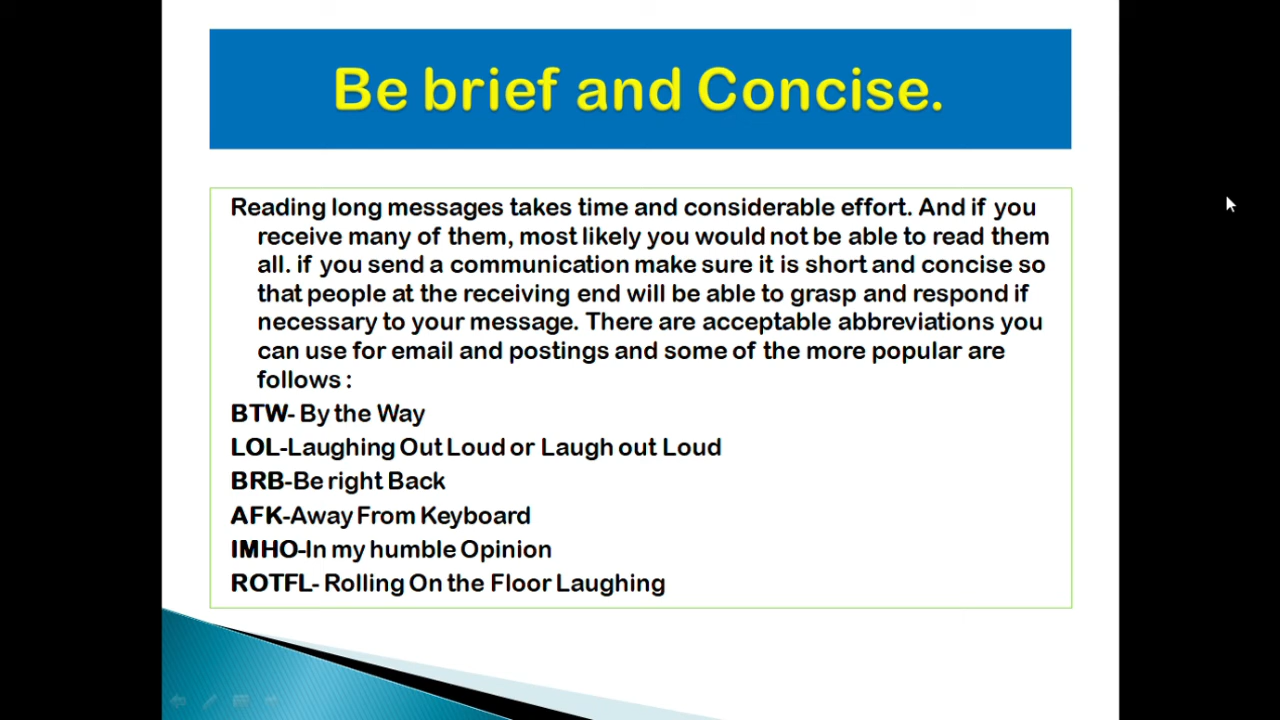 Be brief and Concise.
Reading long messages takes time and considerable effort. And if you
receive many of them, most likely you would not be able to read them
all. if you send a communication make sure it is short and concise so
that people at the receiving end will be able to grasp and respond if
necessary to your message. There are acceptable abbreviations you
can use for email and postings and some of the more popular are
follows :
BTW- By the Way
LOL-Laughing Out Loud or Laugh out Loud
BRB-Be right Back
AFK-Away From Keyboard
IMHO-In my humble Opinion
ROTFL- Rolling On the Floor Laughing